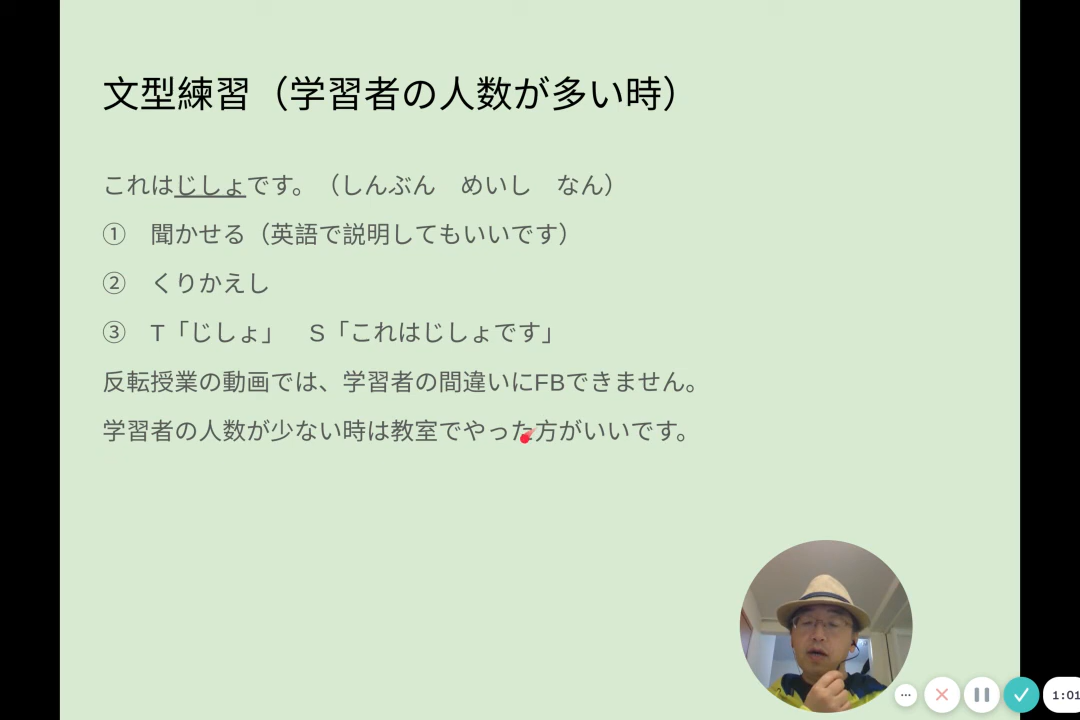 文型練習（学習者の人数が多い時）
これはじしょです。（しんぶん　めいし　なん）
①　聞かせる（英語で説明してもいいです）
②　くりかえし
③　T「じしょ」　S「これはじしょです」
反転授業の動画では、学習者の間違いにFBできません。
学習者の人数が少ない時は教室でやった方がいいです。
1:01